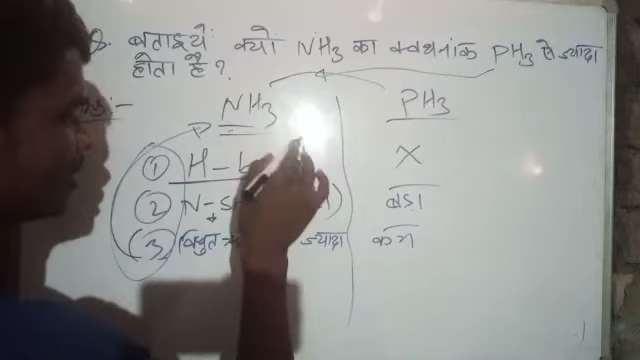 Q. बताइये क्यों NH3 का क्वथनांक PH3 से ज्यादा
होता है?
NH3 PH3
① H- X
② N- बड़ा
③ विद्युत ज्यादा कम